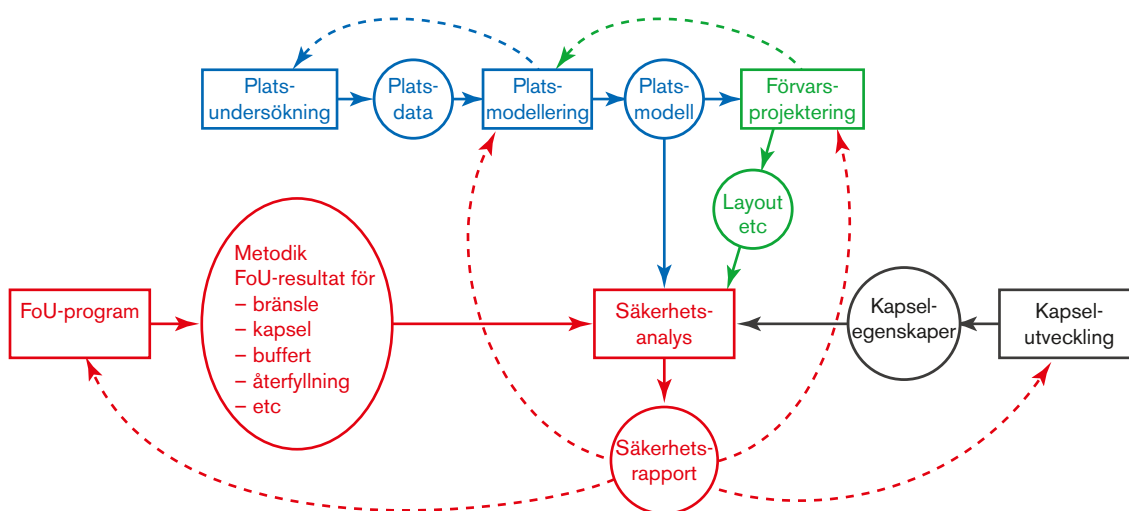 Plats-
undersökning
Plats-
data
Plats-
modellering
Plats-
modell
Förvars-
projektering
Layout
etc
Metodik
FoU-resultat för
– bränsle
– kapsel
– buffert
– återfyllning
– etc
FoU-program
Säkerhets-
analys
Kapsel-
egenskaper
Kapsel-
utveckling
Säkerhets-
rapport